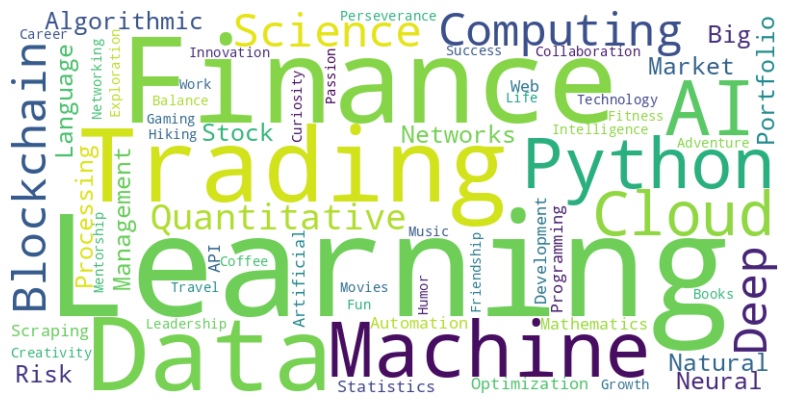 Algorithmic
Perseverance
Career
Science
Computing
Big
Portfolio
Innovation
Success
Collaboration
Language
Networking
Exploration
Finance
Work
Passion
Market
Balance
Curiosity
Web
Life
Technology
AI
Gaming
Hiking
Stock
Networks
Fitness
Intelligence
Adventure
Blockchain
Trading
Python
Processing
Management
Mentorship
Quantitative
Cloud
Learning
Music
API
Coffee
Artificial
Friendship
Development
Programming
Travel
Movies
Humor
Books
Fun
Deep
Scraping
Leadership
Data
Machine
Automation
Mathematics
Creativity
Natural
Risk
Statistics
Optimization
Growth
Neural